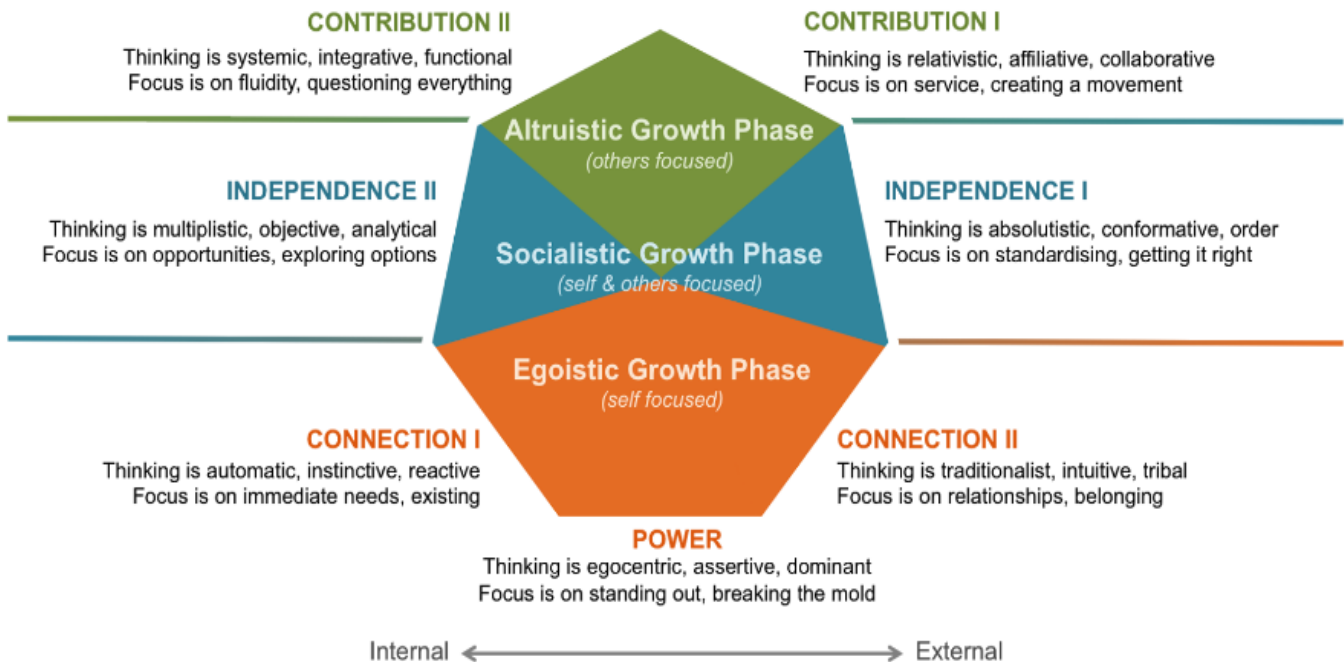 CONTRIBUTION II
Thinking is systemic, integrative, functional
Focus is on fluidity, questioning everything
CONTRIBUTION I
Thinking is relativistic, affiliative, collaborative
Focus is on service, creating a movement
Altruistic Growth Phase
(others focused)
INDEPENDENCE II
Thinking is multiplistic, objective, analytical
Focus is on opportunities, exploring options
INDEPENDENCE I
Thinking is absolutistic, conformative, order
Focus is on standardising, getting it right
Socialistic Growth Phase
(self & others focused)
Egoistic Growth Phase
(self focused)
CONNECTION I
Thinking is automatic, instinctive, reactive
Focus is on immediate needs, existing
CONNECTION II
Thinking is traditionalist, intuitive, tribal
Focus is on relationships, belonging
POWER
Thinking is egocentric, assertive, dominant
Focus is on standing out, breaking the mold
Internal
External